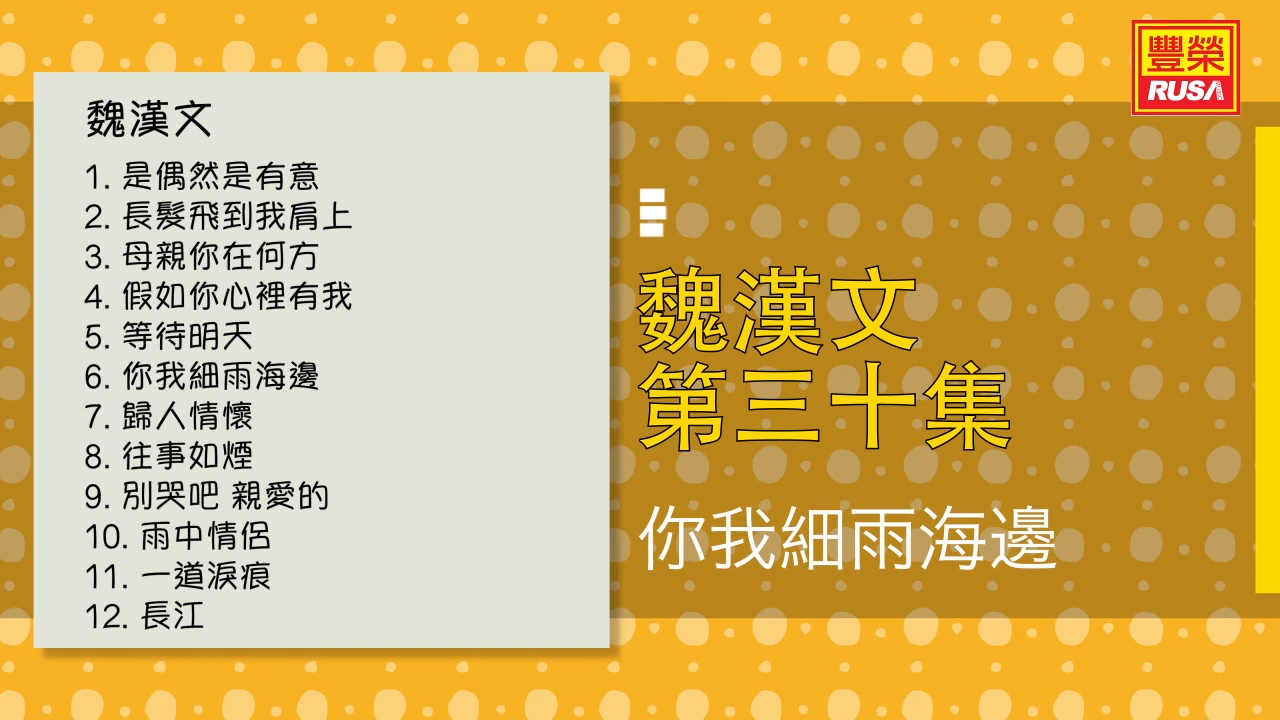 魏漢文
1. 是偶然是有意
2. 長髮飛到我肩上
3. 母親你在何方
4. 假如你心裡有我
5. 等待明天
6. 你我細雨海邊
7. 歸人情懷
8. 往事如煙
9. 別哭吧 親愛的
10. 雨中情侶
11. 一道淚痕
12. 長江
豐榮
RUSA
魏漢文
第三十集
你我細雨海邊